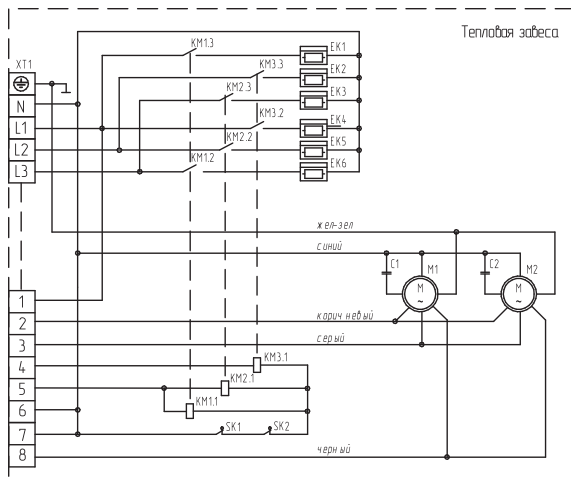 Тепловая завеса
XT1
N
L1
L2
L3
KM1.3
KM3.3
KM2.3
KM3.2
KM2.2
KM1.2
EK1
EK2
EK3
EK4
EK5
EK6
жел-зел
синий
C1
M1
M
~
C2
M2
M
~
коричневый
серый
1
2
3
4
5
6
7
8
KM3.1
KM2.1
KM1.1
SK1
SK2
черный